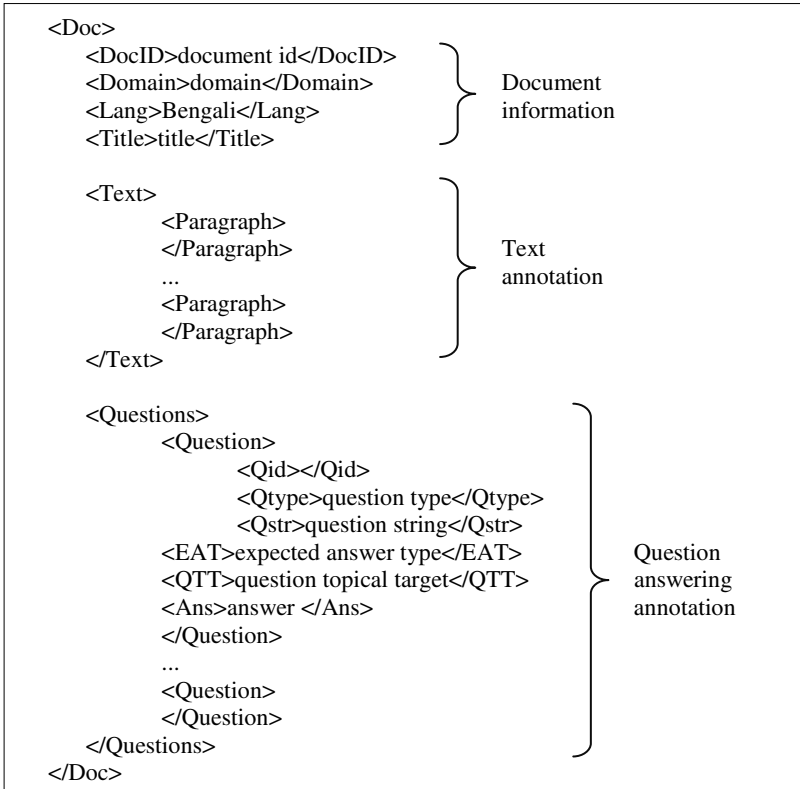 <Doc>
<DocID>document id</DocID>
<Domain>domain</Domain>
<Lang>Bengali</Lang>
<Title>title</Title>
Document
information
<Text>
<Paragraph>
</Paragraph>
...
<Paragraph>
</Paragraph>
</Text>
Text
annotation
<Questions>
<Question>
<Qid></Qid>
<Qtype>question type</Qtype>
<Qstr>question string</Qstr>
<EAT>expected answer type</EAT>
<QTT>question topical target</QTT>
<Ans>answer </Ans>
</Question>
...
<Question>
</Question>
</Questions>
Question
answering
annotation
</Doc>